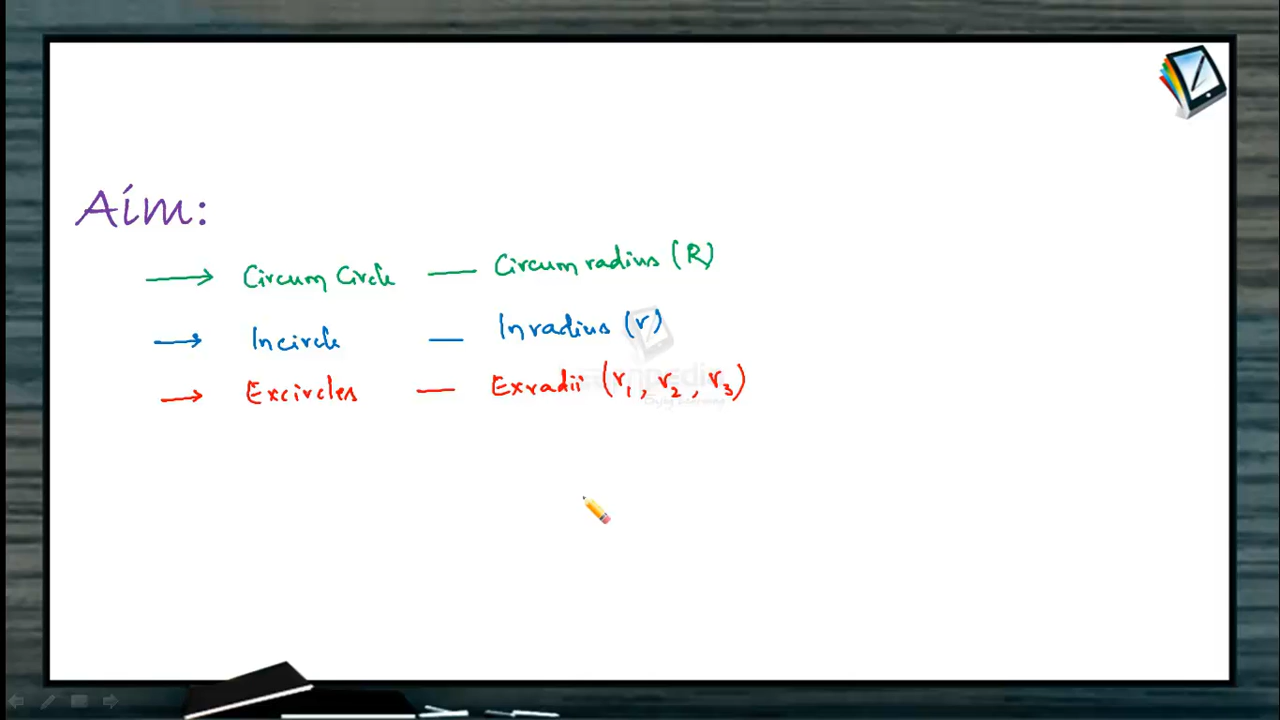 Aim:
→ Circum Circle — Circum radius (R)
→ Incircle — Inradius (r)
→ Excircles — Exradii (r₁, r₂, r₃)